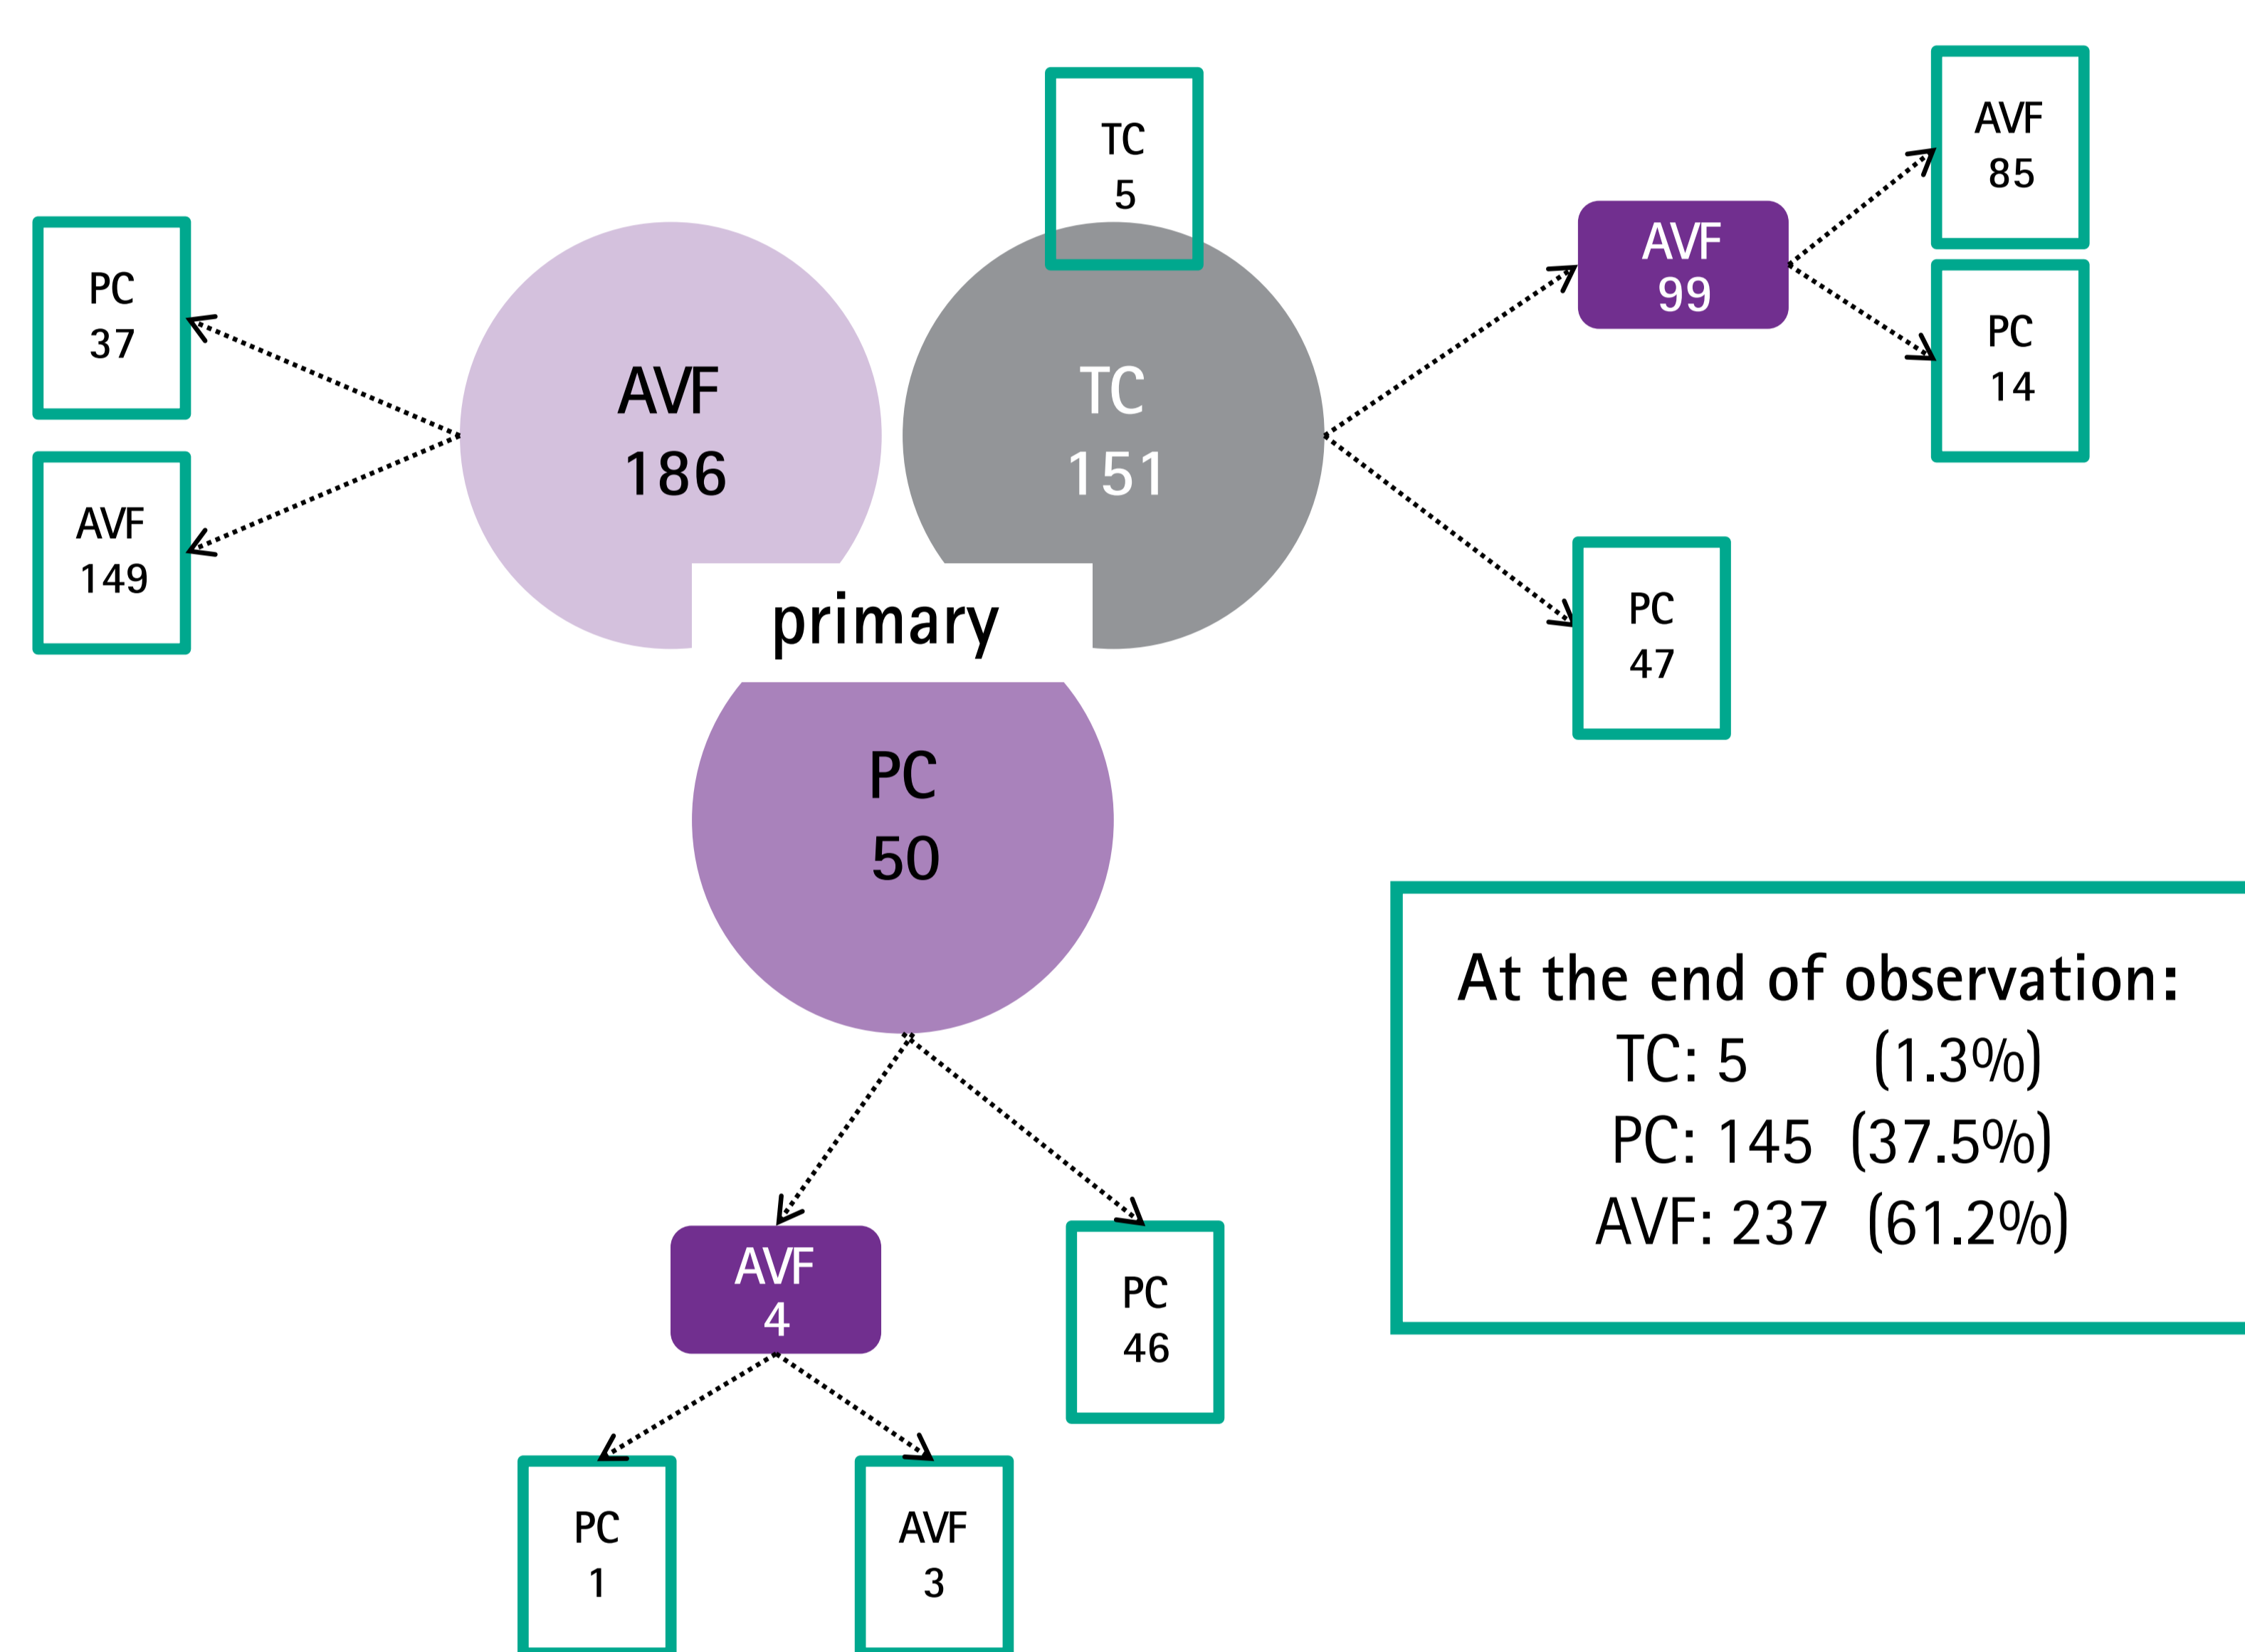 TC
5
AVF
85
AVF
99
PC
14
PC
37
AVF
149
AVF
186
TC
151
primary
PC
47
PC
50
At the end of observation:
TC: 5 (1.3%)
PC: 145 (37.5%)
AVF: 237 (61.2%)
AVF
4
PC
46
PC
1
AVF
3